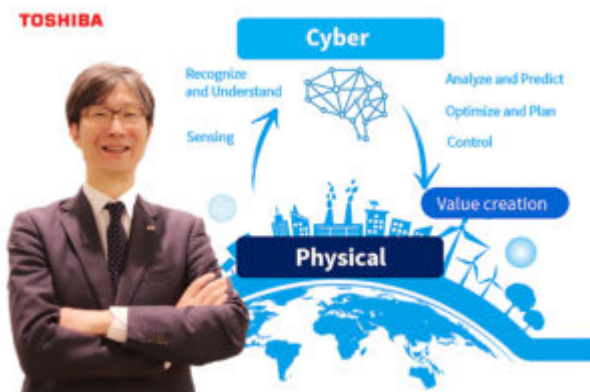 TOSHIBA
Cyber
Recognize
and Understand
Sensing
Analyze and Predict
Optimize and Plan
Control
Value creation
Physical